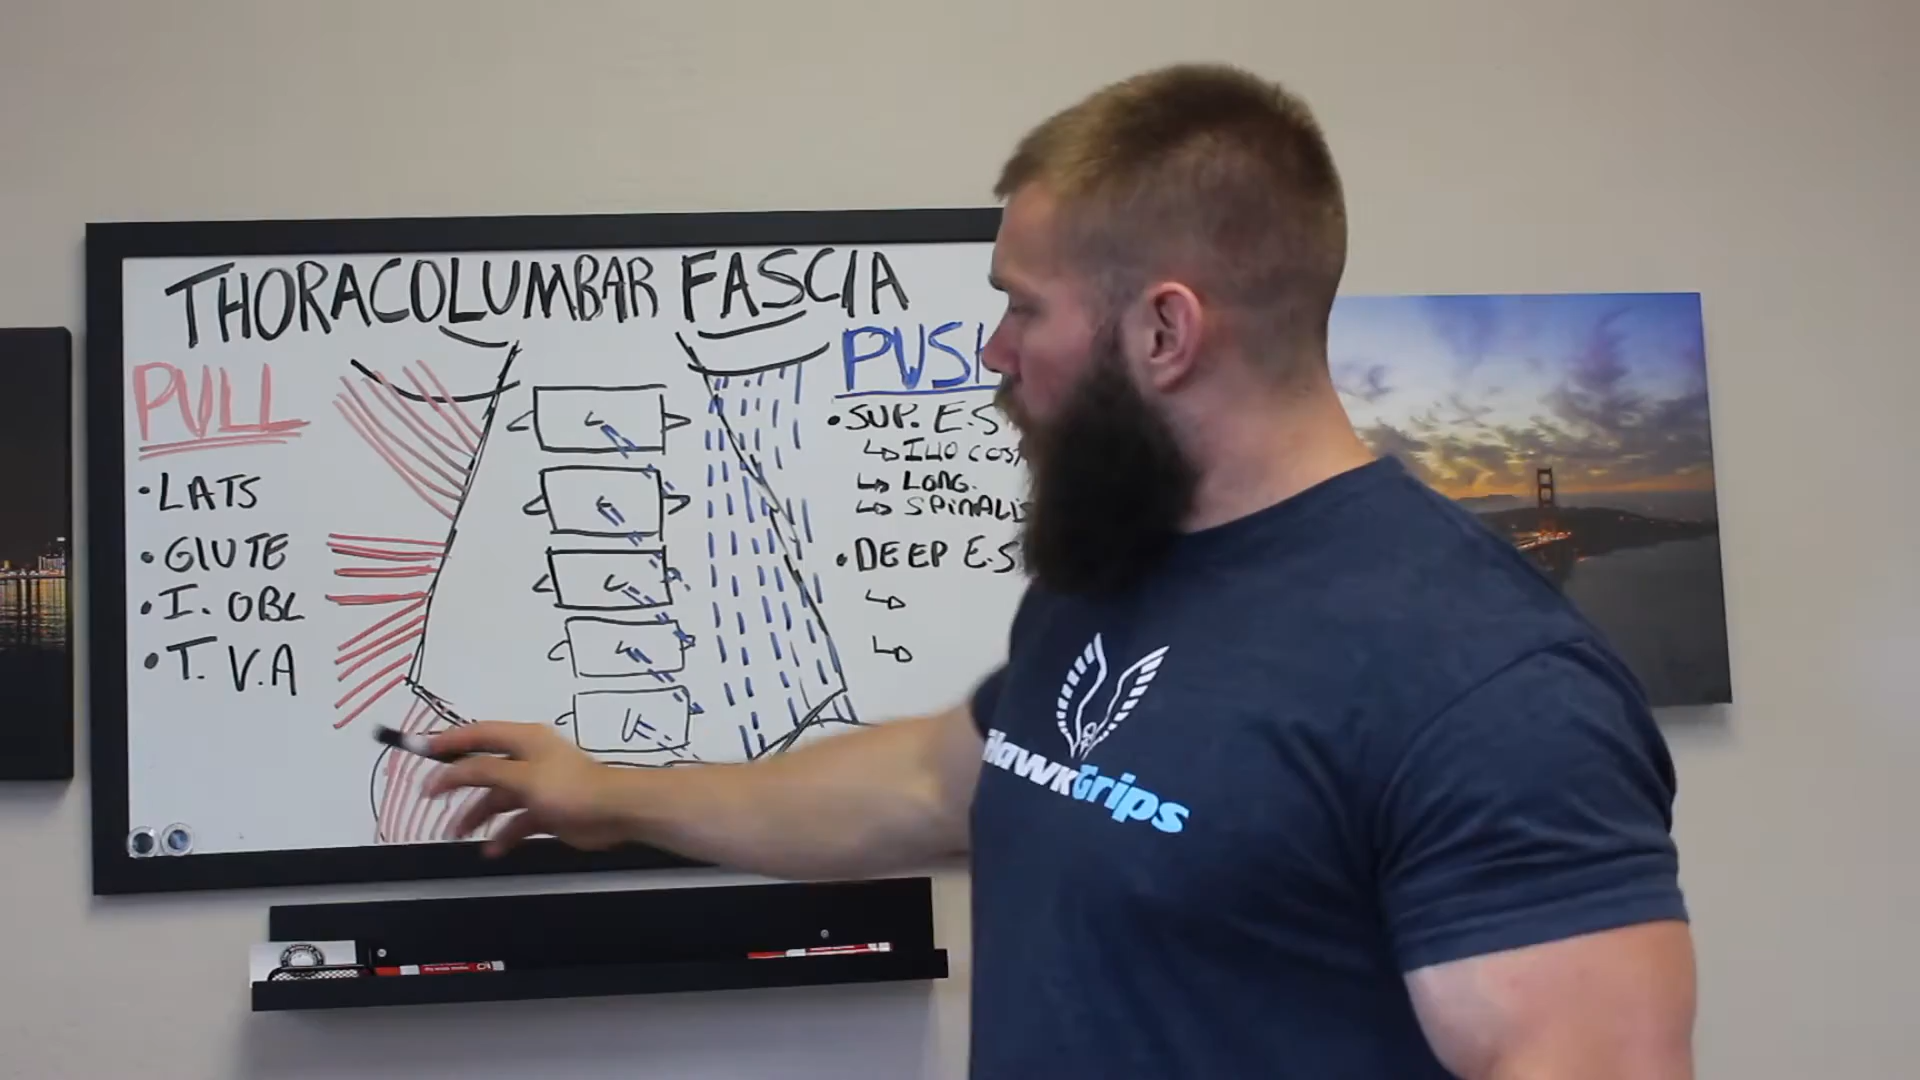 THORACOLUMBAR FASCIA
PULL
• LATS
• GLUTE
• I. OBL
• T.V.A
PUSH
• SUP. E.S
↳ ILIO COST
↳ LONG.
↳ SPINALIS
• DEEP E.S
↳
↳
HawkGrips